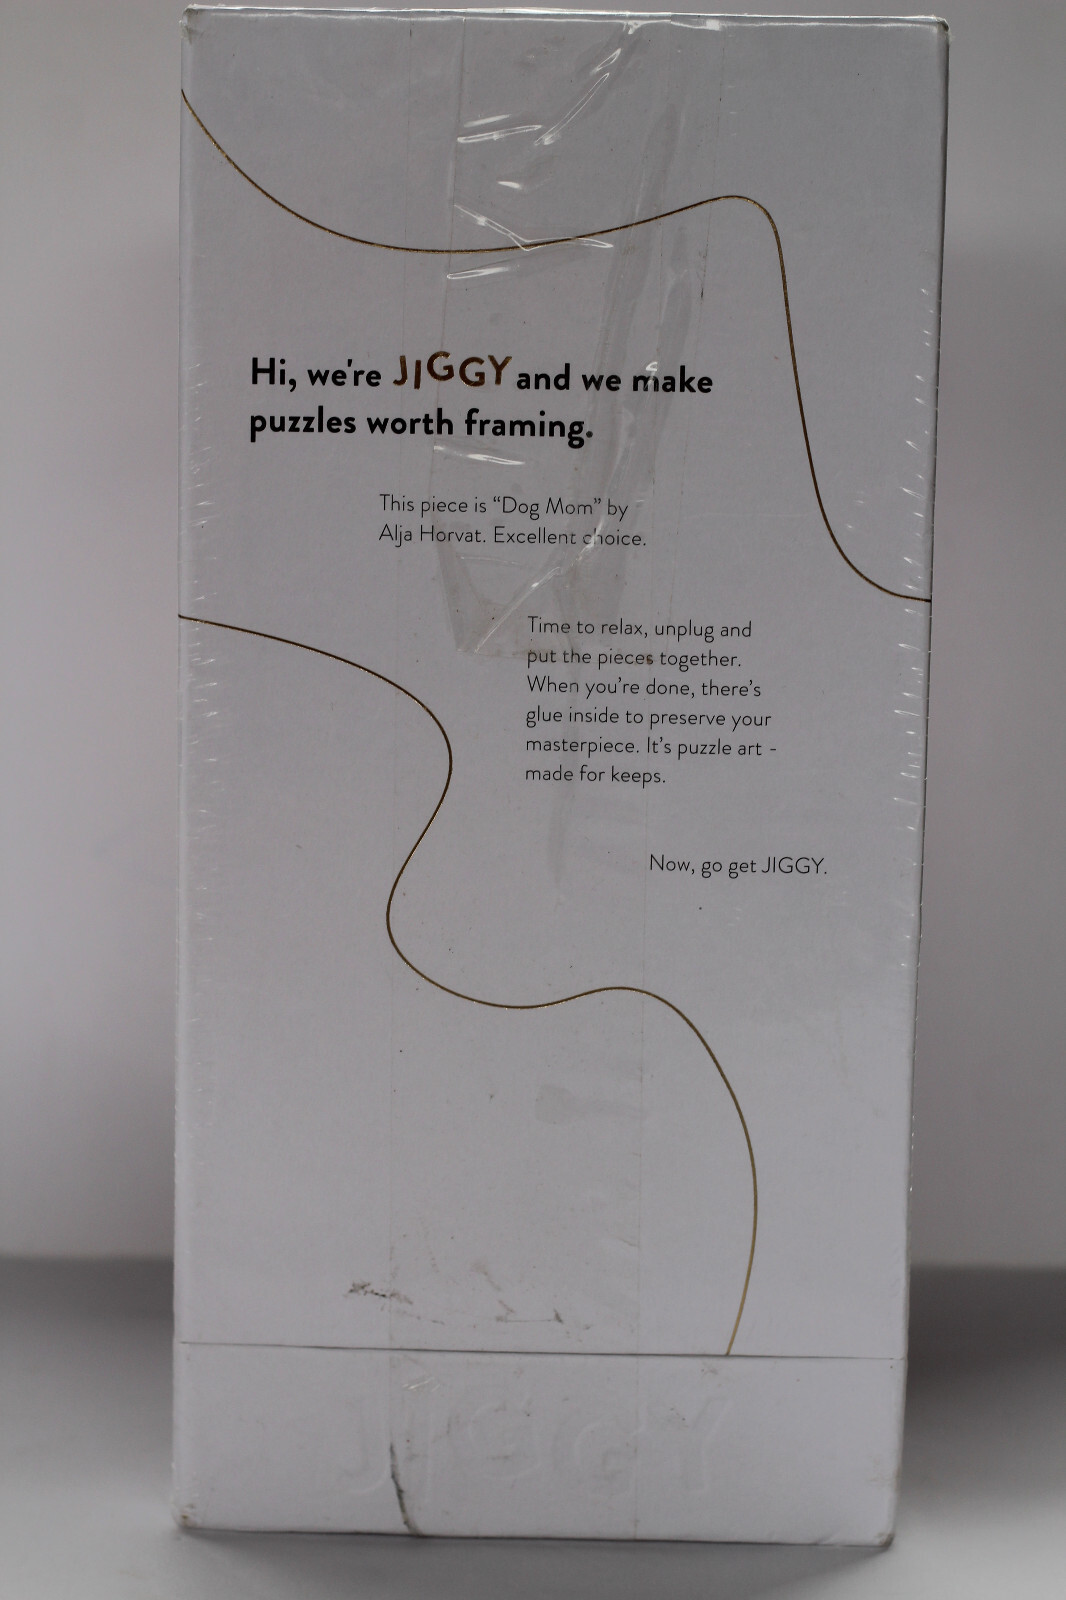 Hi, we're JIGGY and we make
puzzles worth framing.
This piece is “Dog Mom” by
Alja Horvat. Excellent choice.
Time to relax, unplug and
put the pieces together.
When you’re done, there’s
glue inside to preserve your
masterpiece. It’s puzzle art -
made for keeps.
Now, go get JIGGY.
JIGGY